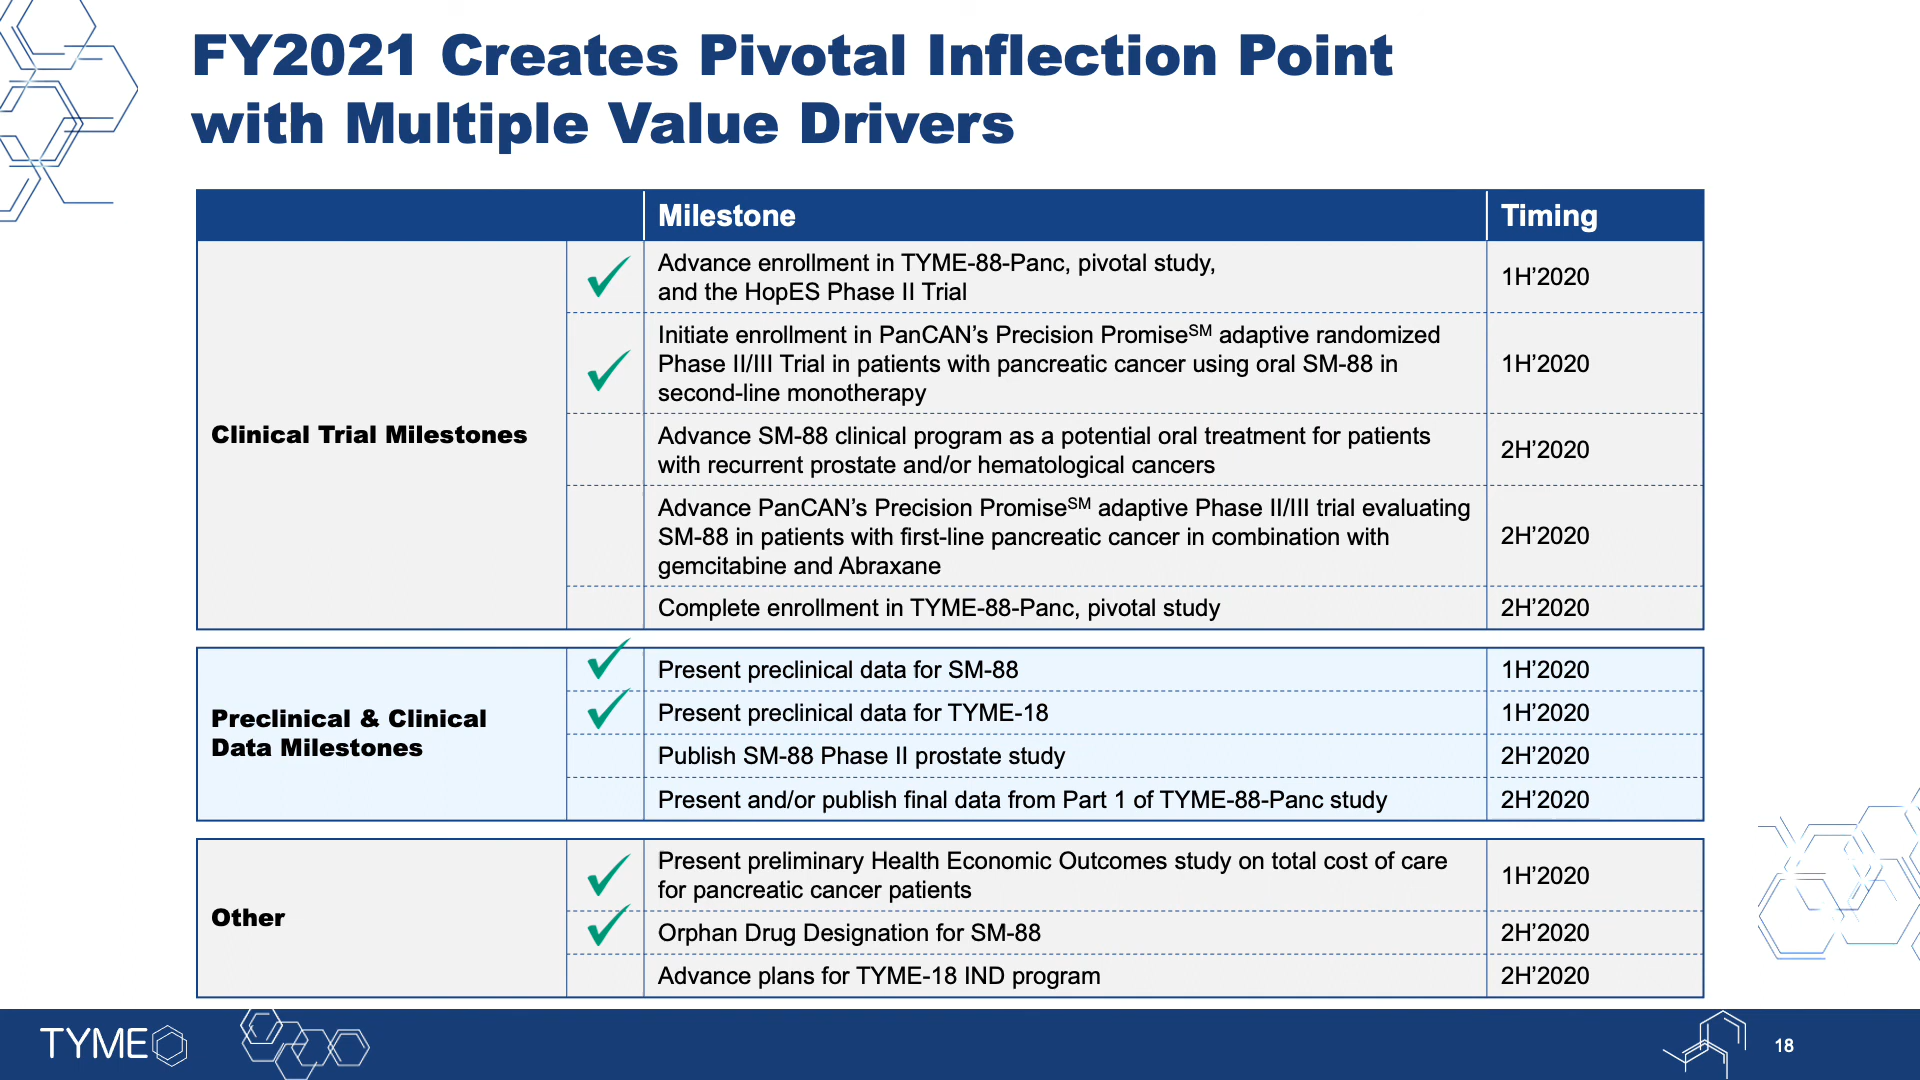 FY2021 Creates Pivotal Inflection Point
with Multiple Value Drivers
Milestone
Timing
Clinical Trial Milestones
Advance enrollment in TYME-88-Panc, pivotal study,
and the HopES Phase II Trial
1H’2020
Initiate enrollment in PanCAN’s Precision Promise℠ adaptive randomized
Phase II/III Trial in patients with pancreatic cancer using oral SM-88 in
second-line monotherapy
1H’2020
Advance SM-88 clinical program as a potential oral treatment for patients
with recurrent prostate and/or hematological cancers
2H’2020
Advance PanCAN’s Precision Promise℠ adaptive Phase II/III trial evaluating
SM-88 in patients with first-line pancreatic cancer in combination with
gemcitabine and Abraxane
2H’2020
Complete enrollment in TYME-88-Panc, pivotal study
2H’2020
Preclinical & Clinical
Data Milestones
Present preclinical data for SM-88
1H’2020
Present preclinical data for TYME-18
1H’2020
Publish SM-88 Phase II prostate study
2H’2020
Present and/or publish final data from Part 1 of TYME-88-Panc study
2H’2020
Other
Present preliminary Health Economic Outcomes study on total cost of care
for pancreatic cancer patients
1H’2020
Orphan Drug Designation for SM-88
2H’2020
Advance plans for TYME-18 IND program
2H’2020
TYME
18